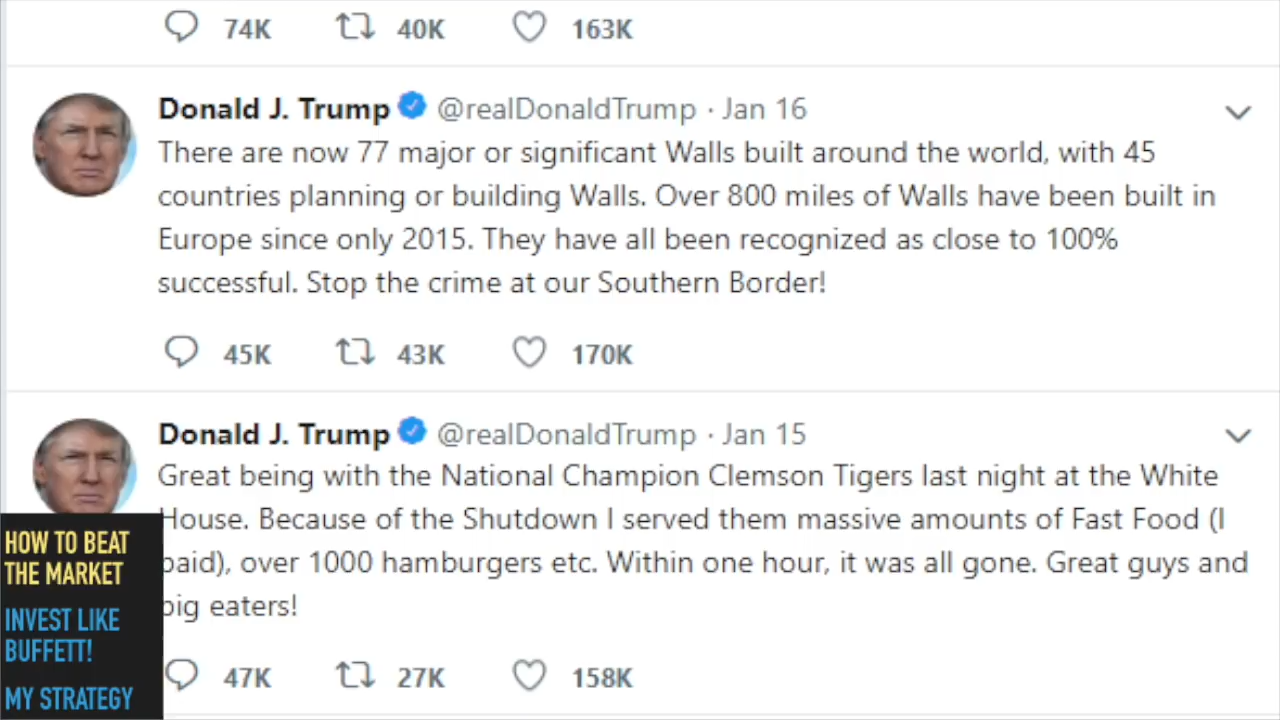 74K 40K 163K
Donald J. Trump @realDonaldTrump · Jan 16
There are now 77 major or significant Walls built around the world, with 45
countries planning or building Walls. Over 800 miles of Walls have been built in
Europe since only 2015. They have all been recognized as close to 100%
successful. Stop the crime at our Southern Border!
45K 43K 170K
Donald J. Trump @realDonaldTrump · Jan 15
Great being with the National Champion Clemson Tigers last night at the White
House. Because of the Shutdown I served them massive amounts of Fast Food (I
paid), over 1000 hamburgers etc. Within one hour, it was all gone. Great guys and
big eaters!
47K 27K 158K
HOW TO BEAT
THE MARKET
INVEST LIKE
BUFFETT!
MY STRATEGY